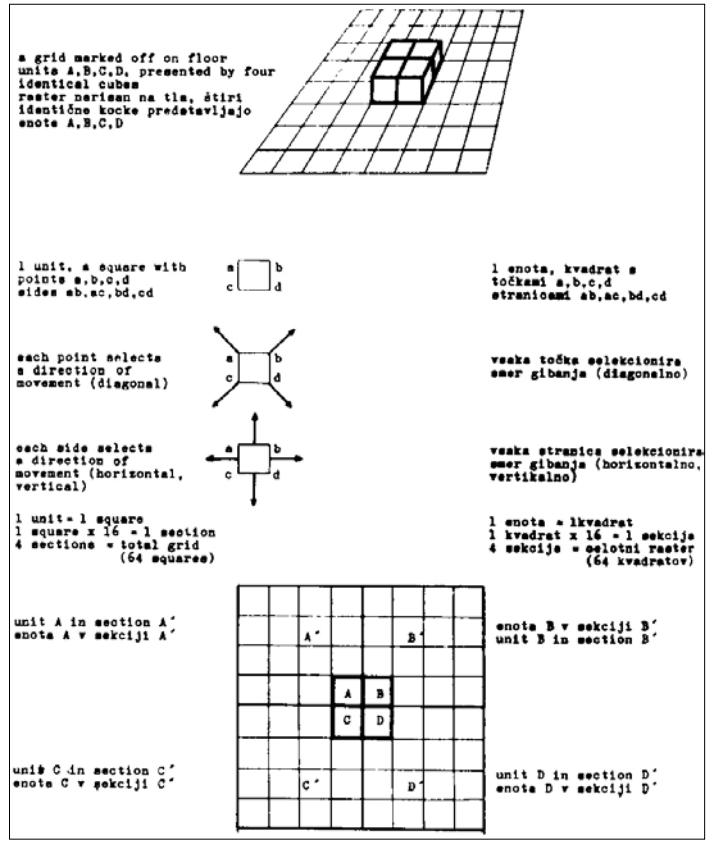 a grid marked off on floor
units A,B,C,D, presented by four
identical cubes
raster narisan na tla, štiri
identične kocke predstavljajo
enote A,B,C,D
1 unit, a square with
points a,b,c,d
sides ab,ac,bd,cd
a b
c d
1 enota, kvadrat s
točkami a,b,c,d
stranicami ab,ac,bd,cd
each point selects
a direction of
movement (diagonal)
a b
c d
vsaka točka selekcionira
smer gibanja (diagonalno)
each side selects
a direction of
movement (horizontal,
vertical)
a b
c d
vsaka stranica selekcionira
smer gibanja (horizontalno,
vertikalno)
1 unit = 1 square
1 square x 16 = 1 section
4 sections = total grid
(64 squares)
1 enota = 1kvadrat
1 kvadrat x 16 = 1 sekcija
4 sekcije = celotni raster
(64 kvadratov)
unit A in section A´
enota A v sekciji A´
A´ B´
enota B v sekciji B´
unit B in section B´
A B
C D
unit C in section C´
enota C v sekciji C´
C´ D´
unit D in section D´
enota D v sekciji D´